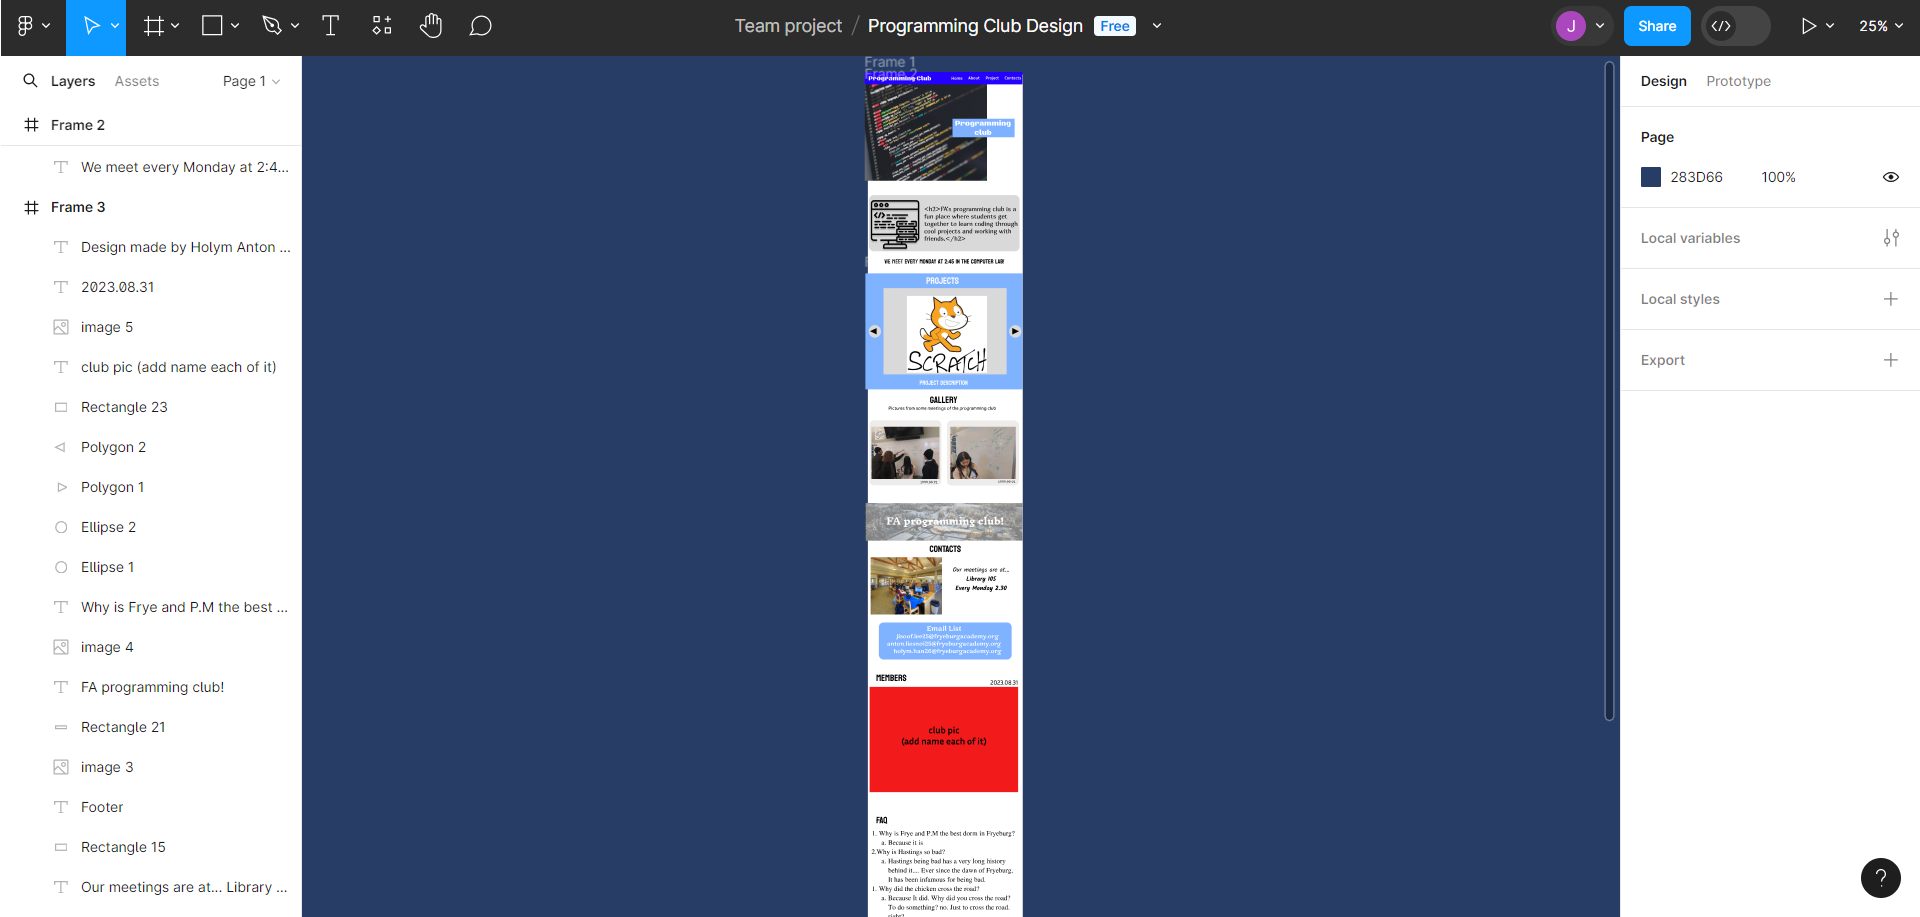 Team project / Programming Club Design Free
J
Share
25%
Layers Assets Page 1
Frame 2
We meet every Monday at 2:4...
Frame 3
Design made by Holym Anton ...
2023.08.31
image 5
club pic (add name each of it)
Rectangle 23
Polygon 2
Polygon 1
Ellipse 2
Ellipse 1
Why is Frye and P.M the best ...
image 4
FA programming club!
Rectangle 21
image 3
Footer
Rectangle 15
Our meetings are at... Library ...
Frame 1
Frame 2
Programming Club Home About Project Contacts
Programming
club
<h2>FA's programming club is a
fun place where students get
together to learn coding through
cool projects and working with
friends.</h2>
WE MEET EVERY MONDAY AT 2:45 IN THE COMPUTER LAB!
PROJECTS
SCRATCH
PROJECT DESCRIPTION
GALLERY
Pictures from some meetings of the programming club
FA programming club!
CONTACTS
Our meetings are at...
Library 105
Every Monday 2.30
Email List
MEMBERS
2023.08.31
club pic
(add name each of it)
FAQ
1. Why is Frye and P.M the best dorm in Fryeburg?
a. Because it is
2.Why is Hastings so bad?
a. Hastings being bad has a very long history
behind it.... Ever since the dawn of Fryeburg,
It has been infamous for being bad.
1. Why did the chicken cross the road?
a. Because It did. Why did you cross the road?
To do something? no. Just to cross the road,
right?
Design Prototype
Page
283D66 100%
Local variables
Local styles
Export
?